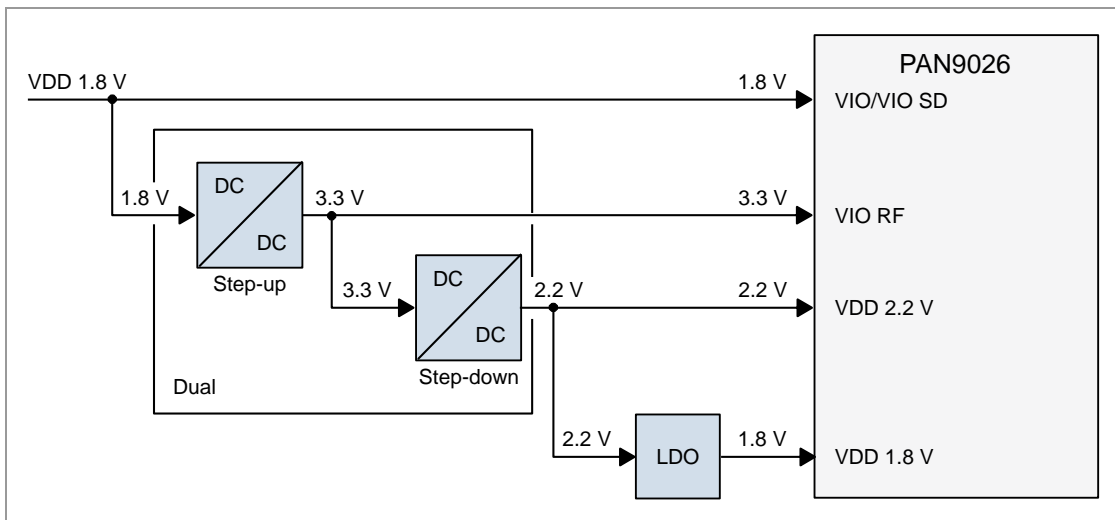 PAN9026
VDD 1.8 V
1.8 V
VIO/VIO SD
DC
DC
1.8 V
3.3 V
3.3 V
VIO RF
Step-up
DC
DC
3.3 V
2.2 V
2.2 V
VDD 2.2 V
Step-down
Dual
2.2 V
LDO
1.8 V
VDD 1.8 V